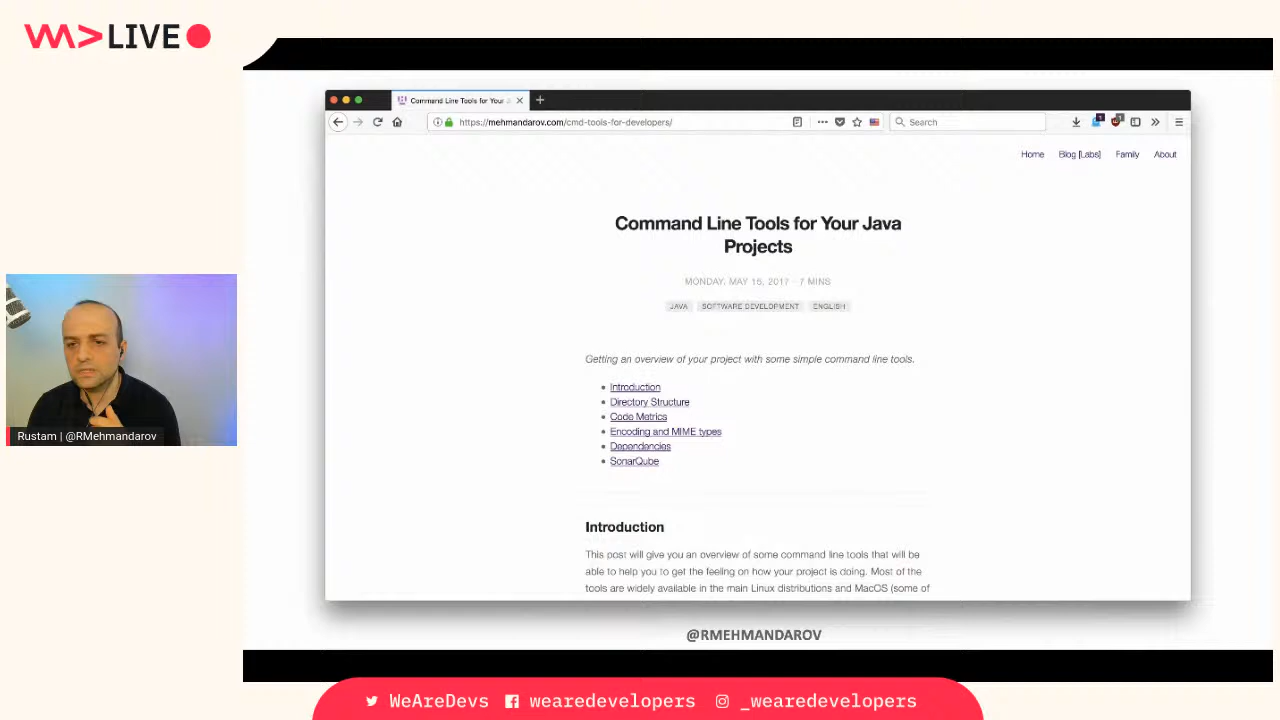 WA>LIVE
Command Line Tools for Your J
https://mehmandarov.com/cmd-tools-for-developers/
Search
Home Blog [Labs] Family About
Command Line Tools for Your Java
Projects
MONDAY, MAY 15, 2017 · 7 MINS
JAVA SOFTWARE DEVELOPMENT ENGLISH
Getting an overview of your project with some simple command line tools.
Introduction
Directory Structure
Code Metrics
Encoding and MIME types
Dependencies
SonarQube
Introduction
This post will give you an overview of some command line tools that will be
able to help you to get the feeling on how your project is doing. Most of the
tools are widely available in the main Linux distributions and MacOS (some of
Rustam | @RMehmandarov
@RMEHMANDAROV
WeAreDevs wearedevelopers _wearedevelopers